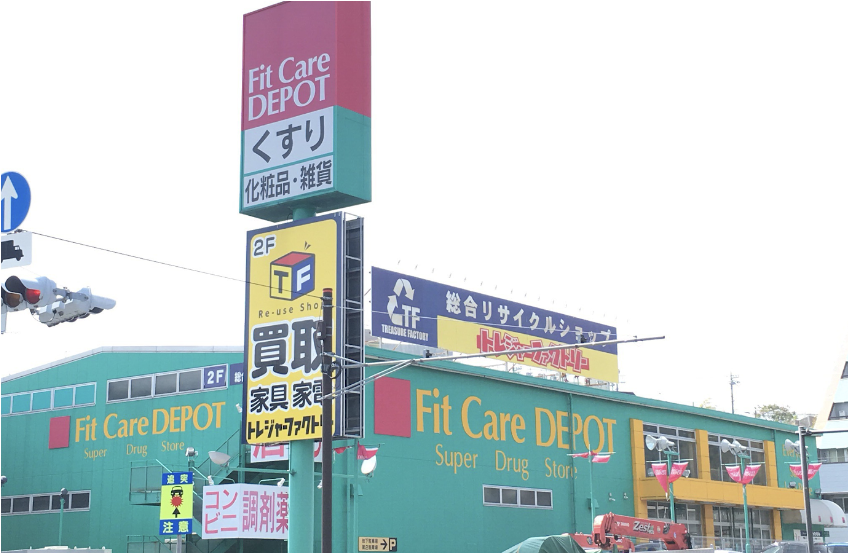 Fit Care
DEPOT
くすり
化粧品・雑貨
2F
TF
Re-use Shop
買取
家具 家電
トレジャーファクトリー
TF
TREASURE FACTORY
総合リサイクルショップ
トレジャーファクトリー
2F
Fit Care DEPOT
Super Drug Store
Fit Care DEPOT
Super Drug Store
追突
注意
コン
ビニ
調剤薬
P
Zesta